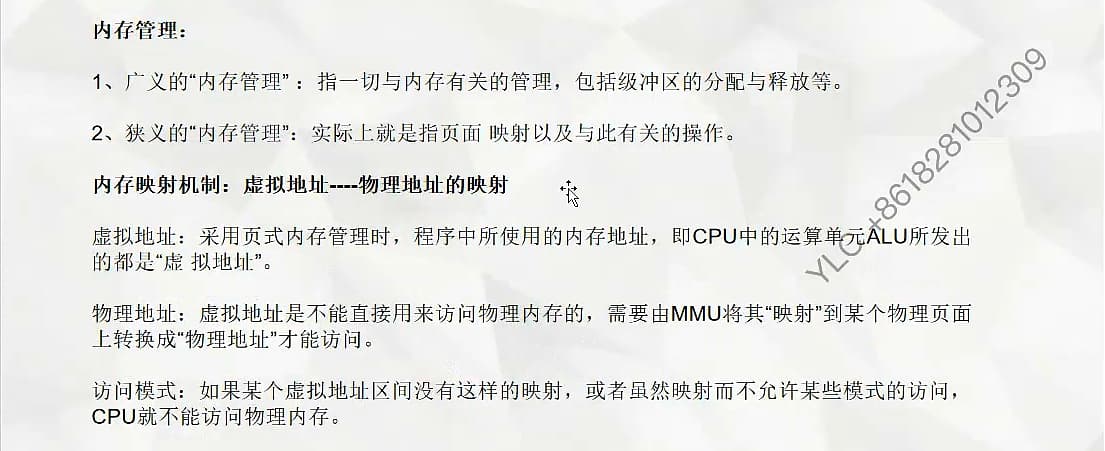 内存管理：
1、广义的“内存管理”：指一切与内存有关的管理，包括级冲区的分配与释放等。
2、狭义的“内存管理”：实际上就是指页面 映射以及与此有关的操作。
内存映射机制：虚拟地址----物理地址的映射
虚拟地址：采用页式内存管理时，程序中所使用的内存地址，即CPU中的运算单元ALU所发出
的都是“虚 拟地址”。
物理地址：虚拟地址是不能直接用来访问物理内存的，需要由MMU将其“映射”到某个物理页面
上转换成“物理地址”才能访问。
访问模式：如果某个虚拟地址区间没有这样的映射，或者虽然映射而不允许某些模式的访问，
CPU就不能访问物理内存。
YLC +8618281012309